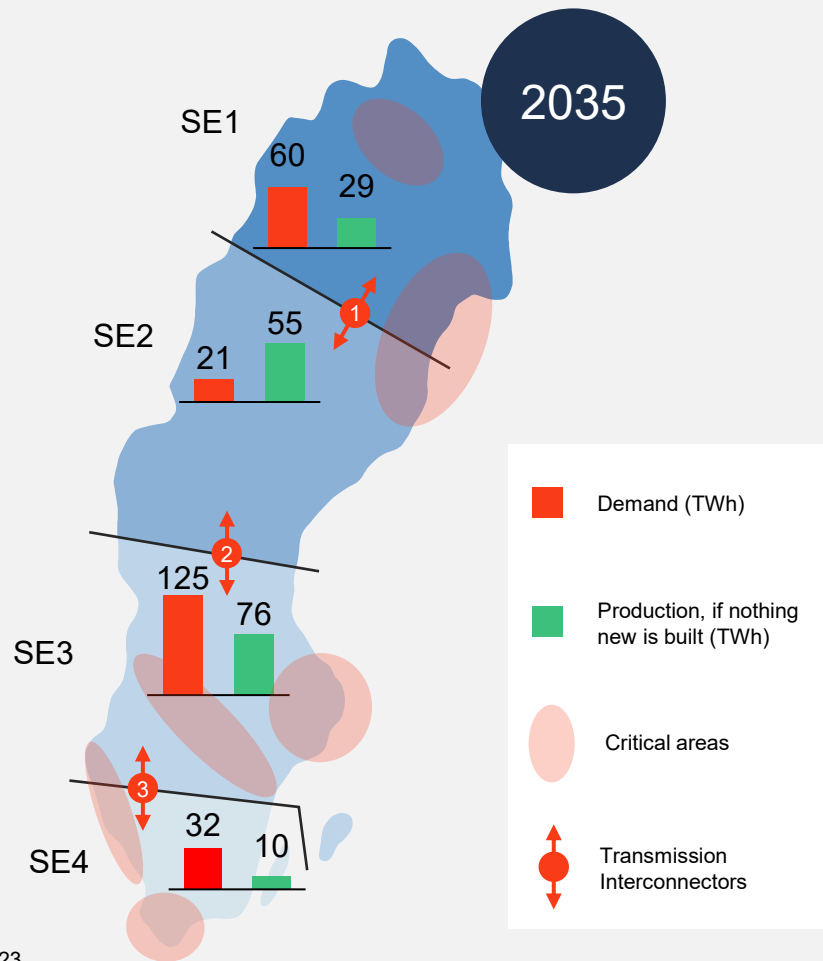 2035
SE1
60
29
1
SE2
21
55
2
SE3
125
76
3
SE4
32
10
Demand (TWh)
Production, if nothing
new is built (TWh)
Critical areas
Transmission
Interconnectors
23